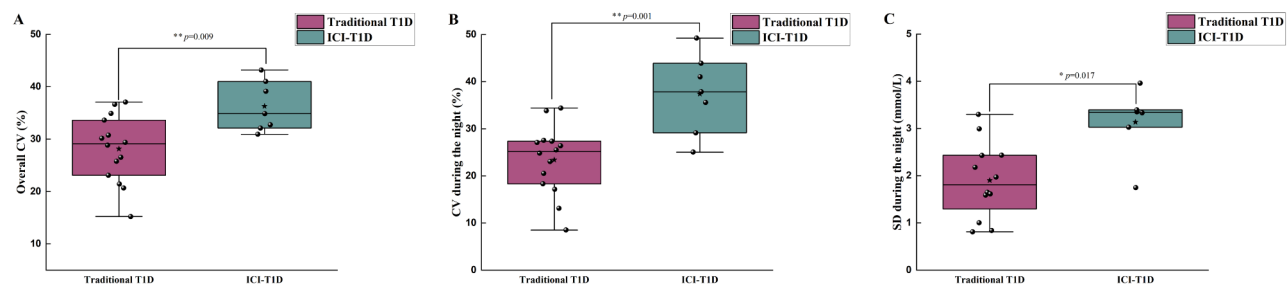 A
Traditional T1D
ICI-T1D
** p=0.009
Overall CV (%)
50
40
30
20
10
Traditional T1D
ICI-T1D
B
Traditional T1D
ICI-T1D
** p=0.001
CV during the night (%)
50
40
30
20
10
0
Traditional T1D
ICI-T1D
C
Traditional T1D
ICI-T1D
* p=0.017
SD during the night (mmol/L)
5
4
3
2
1
0
Traditional T1D
ICI-T1D